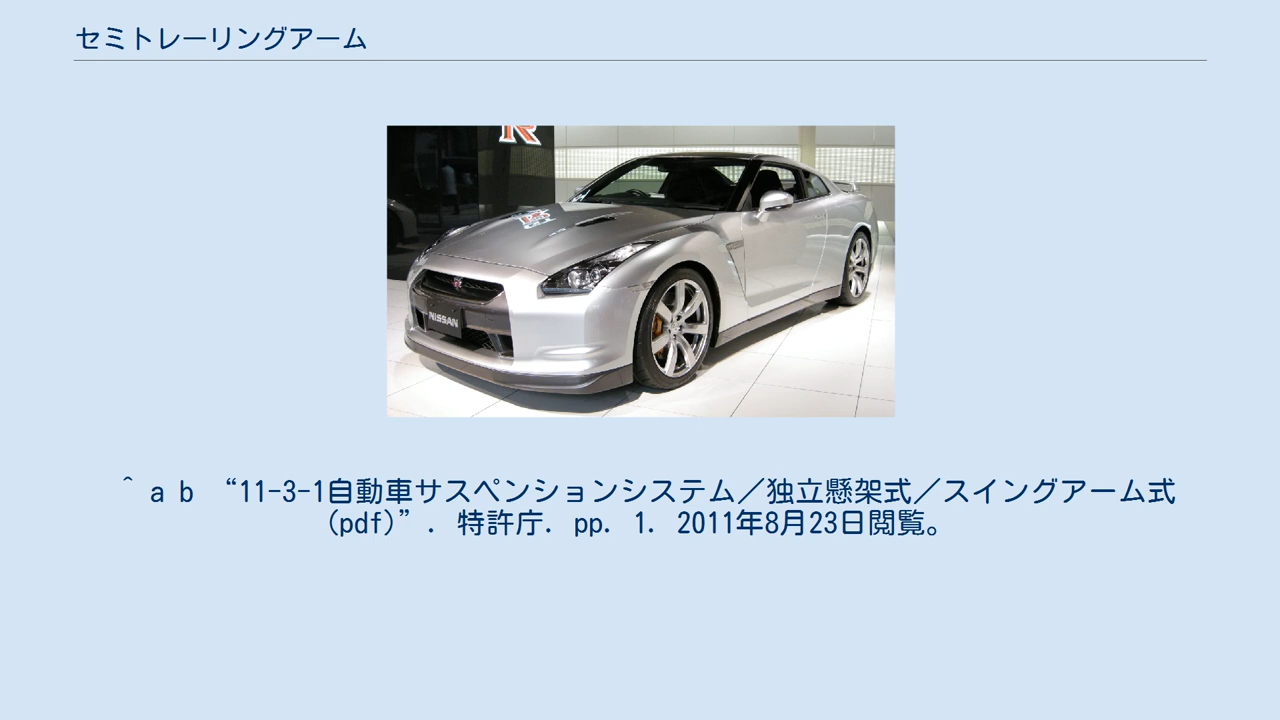 セミトレーリングアーム
R
NISSAN
^ a b “11-3-1自動車サスペンションシステム／独立懸架式／スイングアーム式
(pdf)”. 特許庁. pp. 1. 2011年8月23日閲覧。